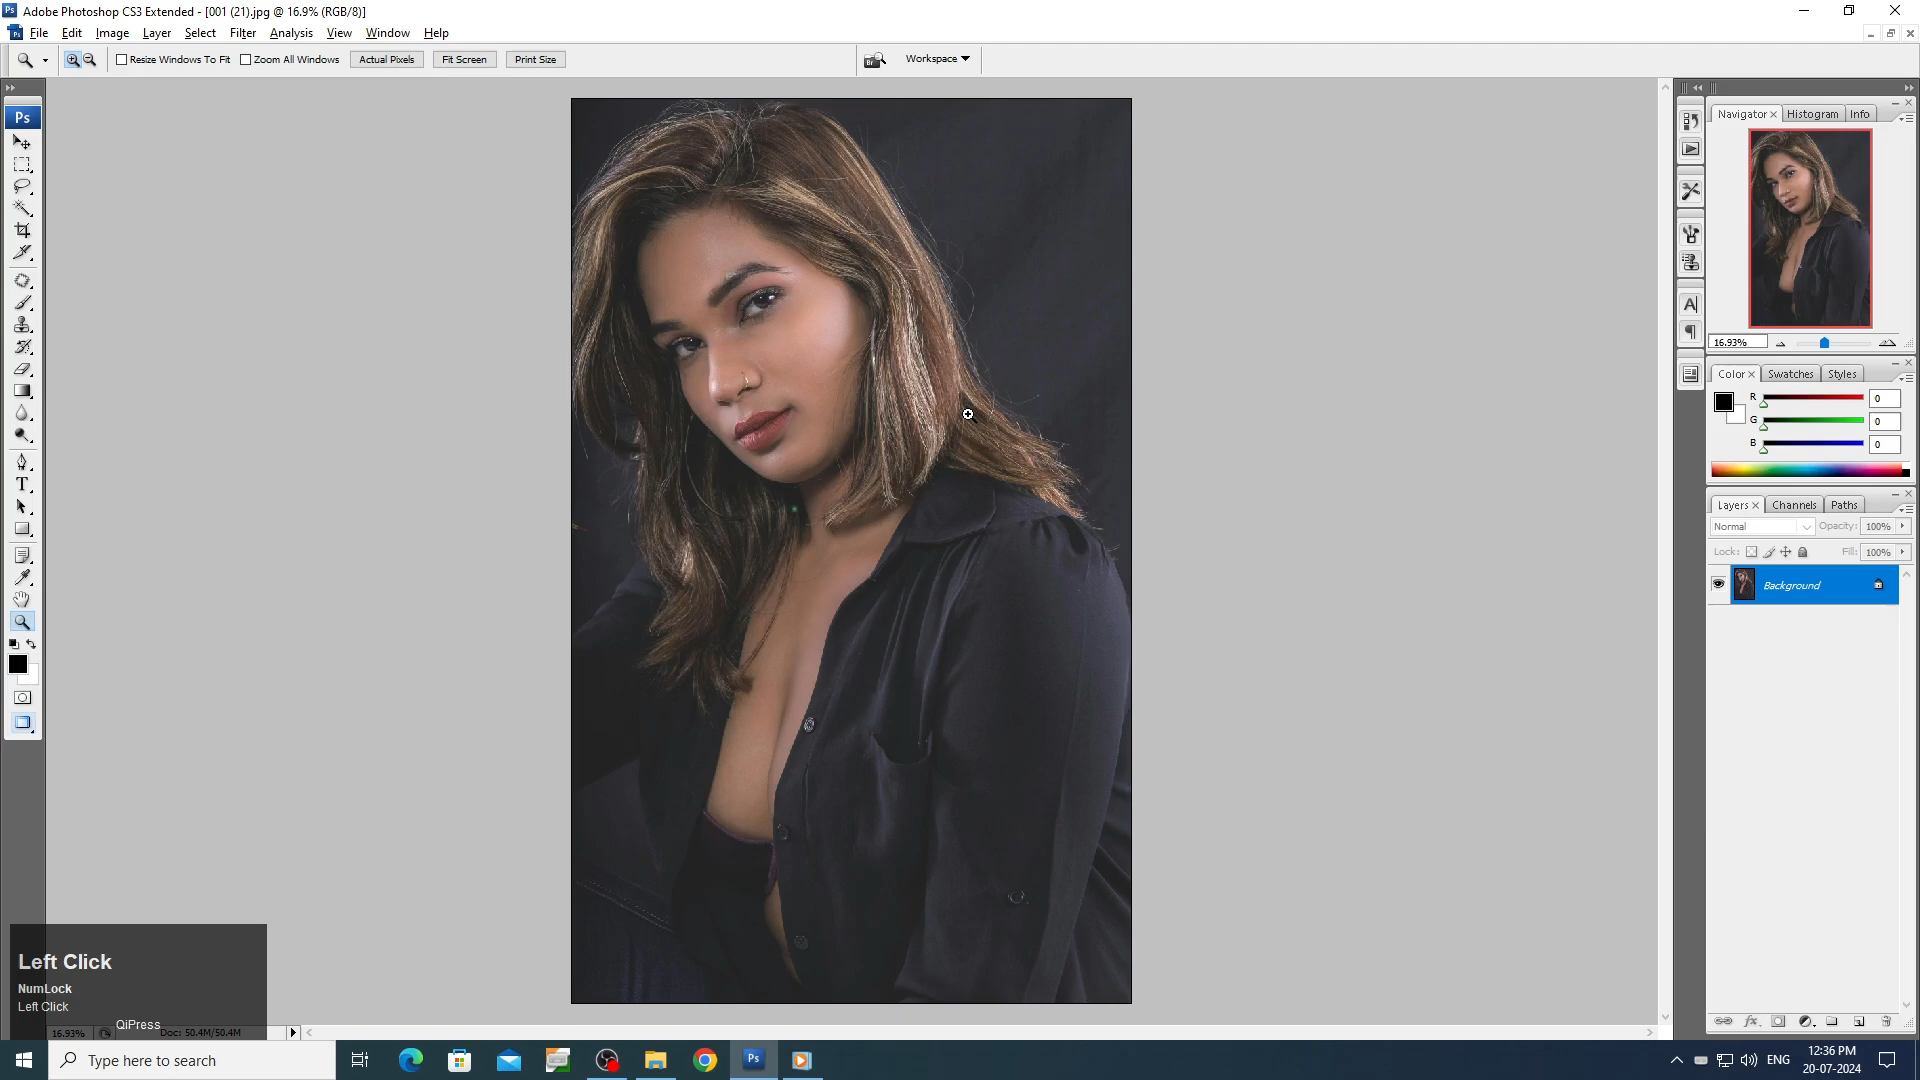 Adobe Photoshop CS3 Extended - [001 (21).jpg @ 16.9% (RGB/8)]
File Edit Image Layer Select Filter Analysis View Window Help
Resize Windows To Fit Zoom All Windows Actual Pixels Fit Screen Print Size Workspace
Ps
Navigator Histogram Info
16.93%
Color Swatches Styles
R 0
G 0
B 0
Layers Channels Paths
Normal Opacity: 100%
Lock: Fill: 100%
Background
Left Click
NumLock
Left Click
QiPress
16.93% Doc: 50.4M/50.4M
Type here to search
Ps
ENG
12:36 PM
20-07-2024